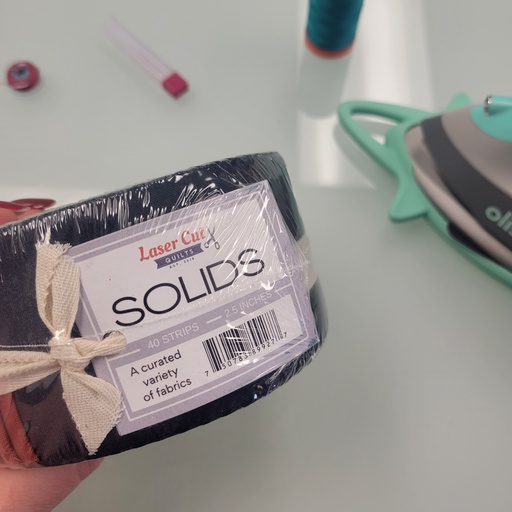 Laser Cut
QUILTS
SOLIDS
40 STRIPS — 2.5 INCHES
A curated
variety
of fabrics